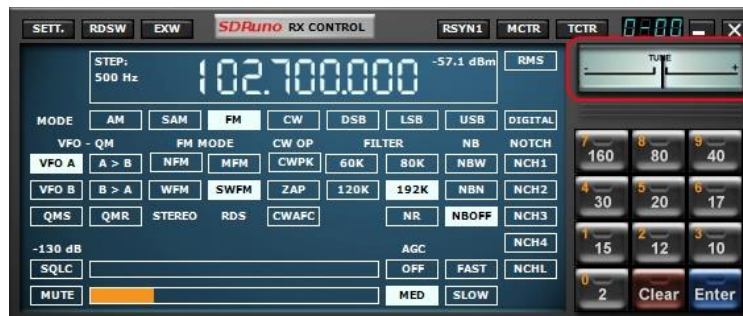 SETT. RDSW EXW SDRuno RX CONTROL RSYN1 MCTR TCTR 0-00 – X
STEP:
500 Hz
102.700.000
-57.1 dBm
RMS
- TUNE +
MODE AM SAM FM CW DSB LSB USB DIGITAL
VFO - QM FM MODE CW OP FILTER NB NOTCH
VFO A A > B NFM MFM CWPK 60K 80K NBW NCH1
VFO B B > A WFM SWFM ZAP 120K 192K NBN NCH2
QMS QMR STEREO RDS CWAFC NR NBOFF NCH3
-130 dB AGC NCH4
SQLC OFF FAST NCHL
MUTE MED SLOW
7 160 8 80 9 40
4 30 5 20 6 17
1 15 2 12 3 10
0 2 Clear Enter